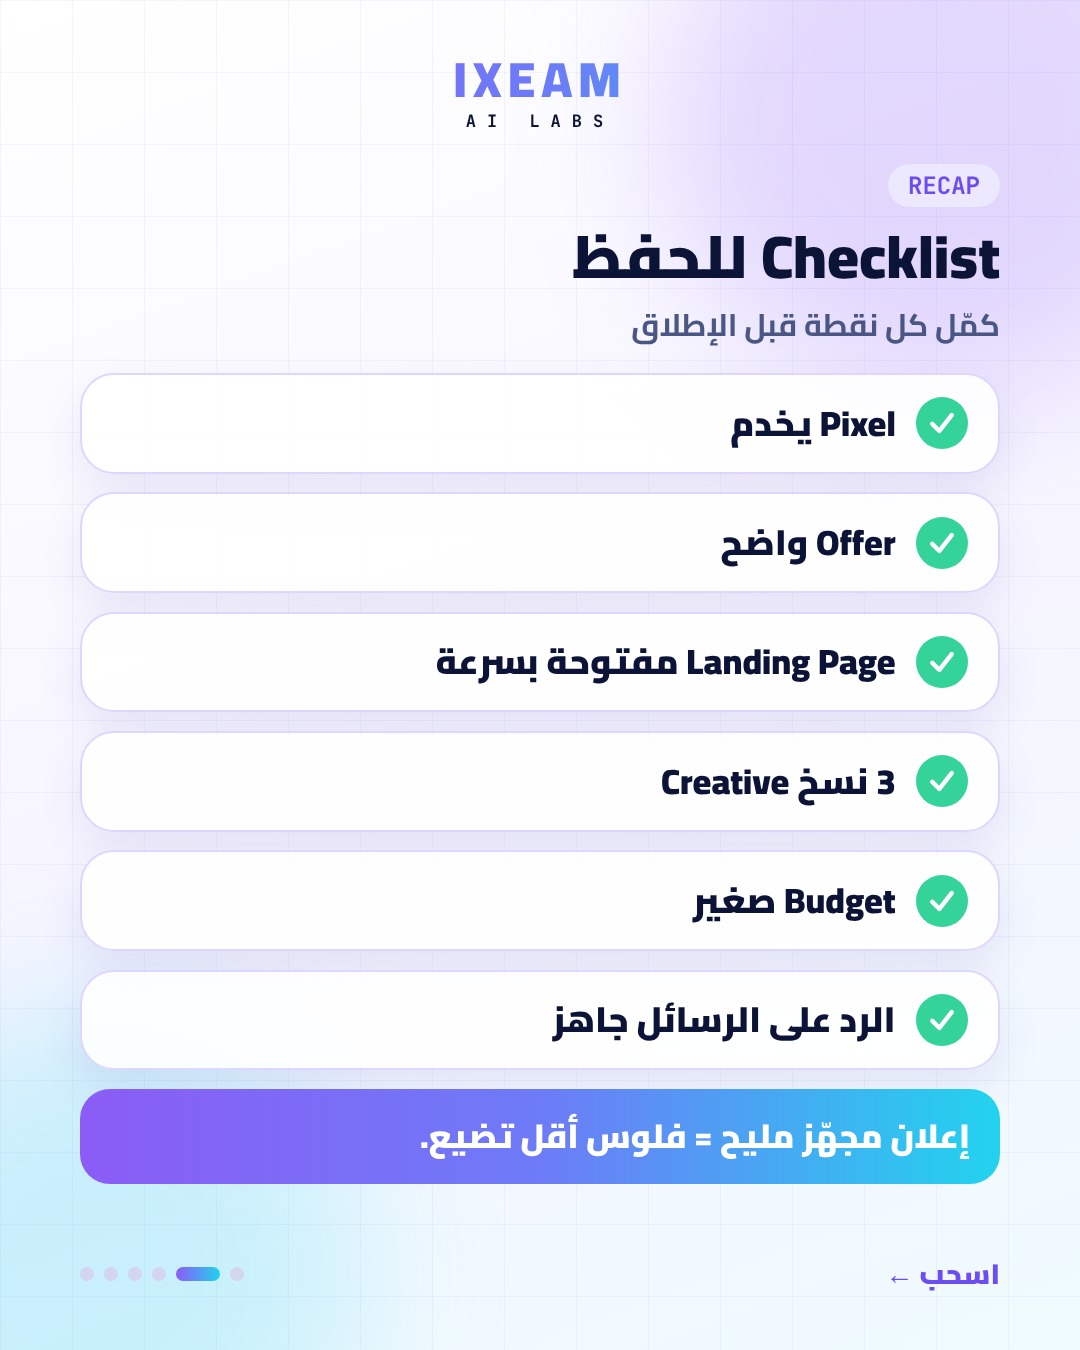 IXEAM
AI LABS
RECAP
Checklist للحفظ
كمّل كل نقطة قبل الإطلاق
Pixel يخدم
Offer واضح
Landing Page مفتوحة بسرعة
3 نسخ Creative
Budget صغير
الرد على الرسائل جاهز
إعلان مجهّز مليح = فلوس أقل تضيع.
اسحب ←